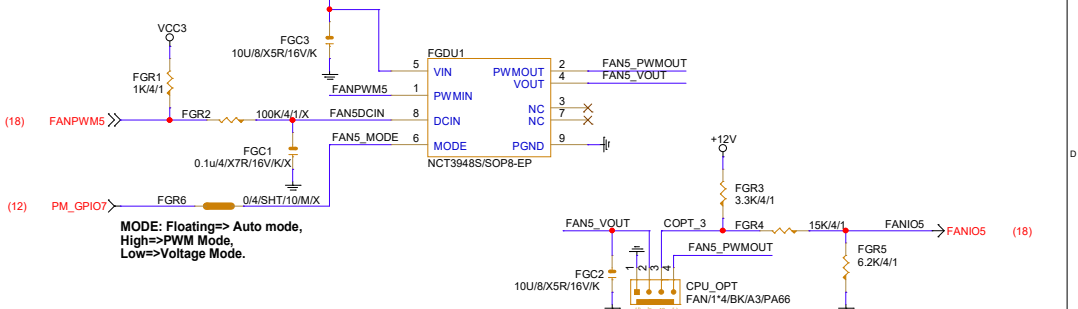 VCC3
FGC3
10U/8/X5R/16V/K
FGR1
1K/4/1
FGDU1
5
VIN
PWMOUT
2
FAN5_PWMOUT
VOUT
4
FAN5_VOUT
FANPWM5
1
PWMIN
NC
3
(18)
FANPWM5
FGR2
100K/4/1/X
FAN5DCIN
8
DCIN
NC
7
FAN5_MODE
6
MODE
PGND
9
FGC1
0.1u/4/X7R/16V/K/X
NCT3948S/SOP8-EP
+12V
D
(12)
PM_GPIO7
FGR6
0/4/SHT/10/M/X
FGR3
3.3K/4/1
MODE: Floating=> Auto mode,
High=>PWM Mode,
Low=>Voltage Mode.
FAN5_VOUT
COPT_3
FGR4
15K/4/1
FANIO5
FANIO5
(18)
FAN5_PWMOUT
FGR5
6.2K/4/1
1
2
3
4
FGC2
10U/8/X5R/16V/K
CPU_OPT
FAN/1*4/BK/A3/PA66